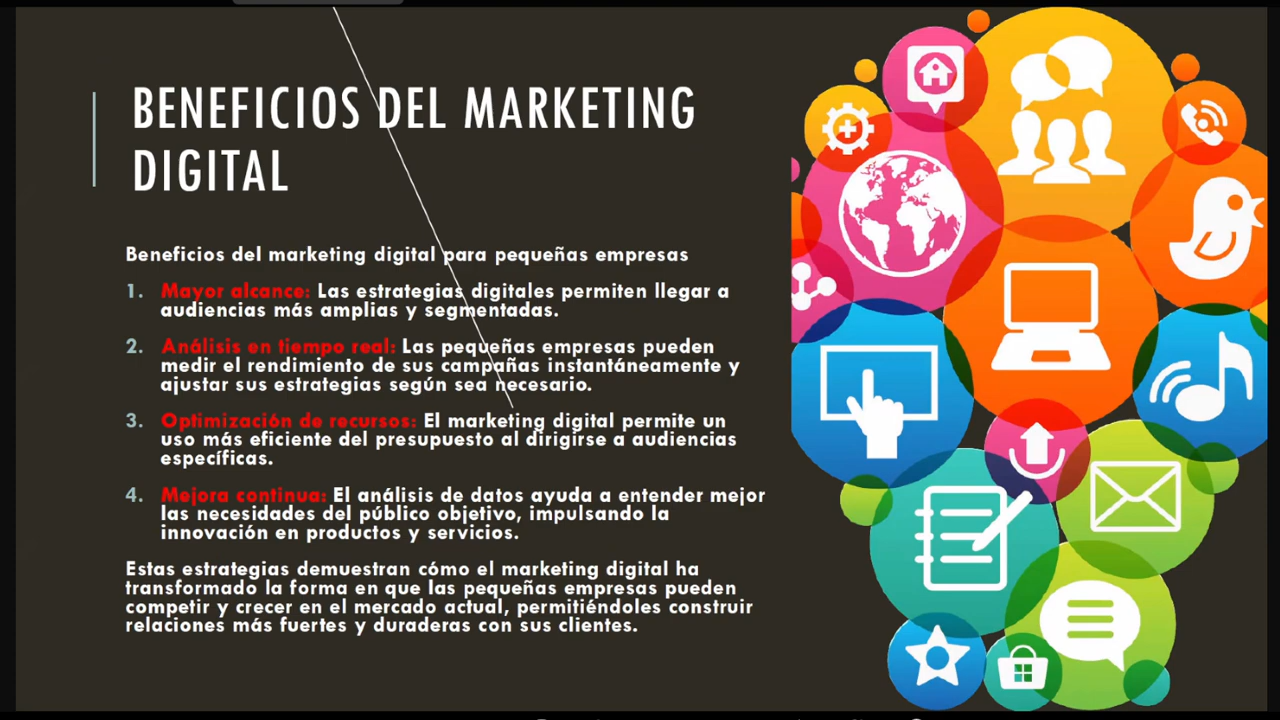 BENEFICIOS DEL MARKETING
DIGITAL
Beneficios del marketing digital para pequeñas empresas
1. Mayor alcance: Las estrategias digitales permiten llegar a
audiencias más amplias y segmentadas.
2. Análisis en tiempo real: Las pequeñas empresas pueden
medir el rendimiento de sus campañas instantáneamente y
ajustar sus estrategias según sea necesario.
3. Optimización de recursos: El marketing digital permite un
uso más eficiente del presupuesto al dirigirse a audiencias
específicas.
4. Mejora continua: El análisis de datos ayuda a entender mejor
las necesidades del público objetivo, impulsando la
innovación en productos y servicios.
Estas estrategias demuestran cómo el marketing digital ha
transformado la forma en que las pequeñas empresas pueden
competir y crecer en el mercado actual, permitiéndoles construir
relaciones más fuertes y duraderas con sus clientes.